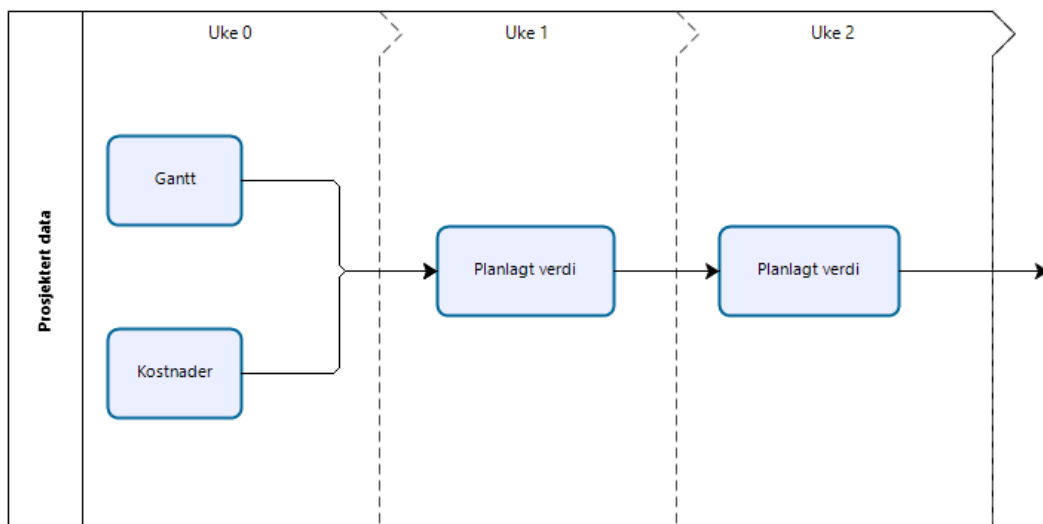 Uke 0
Uke 1
Uke 2
Prosjektert data
Gantt
Kostnader
Planlagt verdi
Planlagt verdi